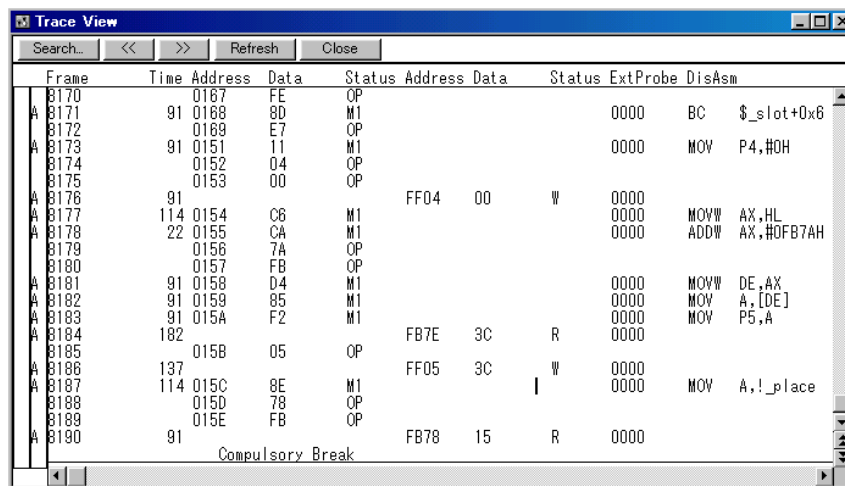 Trace View
Search... << >> Refresh Close
Frame Time Address Data Status Address Data Status ExtProbe DisAsm
8170 0167 FE OP
A 8171 91 0168 8D M1 0000 BC $_slot+0x6
8172 0169 E7 OP
A 8173 91 0151 11 M1 0000 MOV P4,#0H
8174 0152 04 OP
8175 0153 00 OP
A 8176 91 FF04 00 W 0000
A 8177 114 0154 C6 M1 0000 MOVW AX,HL
A 8178 22 0155 CA M1 0000 ADDW AX,#0FB7AH
8179 0156 7A OP
8180 0157 FB OP
A 8181 91 0158 D4 M1 0000 MOVW DE,AX
A 8182 91 0159 85 M1 0000 MOV A,[DE]
A 8183 91 015A F2 M1 0000 MOV P5,A
A 8184 182 FB7E 3C R 0000
8185 015B 05 OP
A 8186 137 FF05 3C W 0000
A 8187 114 015C 8E M1 0000 MOV A,!_place
8188 015D 78 OP
8189 015E FB OP
A 8190 91 FB78 15 R 0000
Compulsory Break